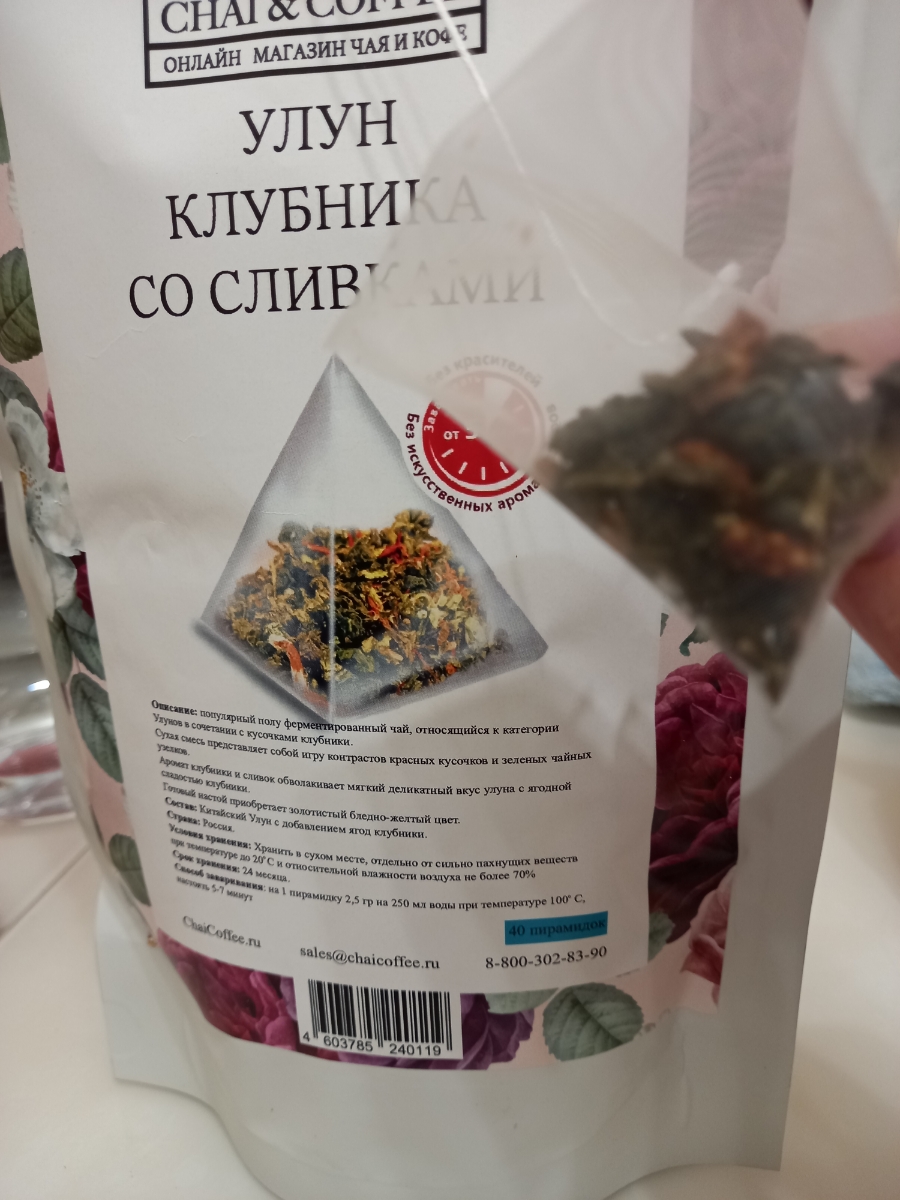 CHAI & COFFEE
ОНЛАЙН МАГАЗИН ЧАЯ И КОФЕ
УЛУН
КЛУБНИКА
СО СЛИВКАМИ
Без красителей
Зав
от
Без искусственных арома
Описание: популярный полу ферментированный чай, относящийся к категории
Улунов в сочетании с кусочками клубники.
Сухая смесь представляет собой игру контрастов красных кусочков и зеленых чайных
узелков.
Аромат клубники и сливок обволакивает мягкий деликатный вкус улуна с ягодной
сладостью клубники.
Готовый настой приобретает золотистый бледно-желтый цвет.
Состав: Китайский Улун с добавлением ягод клубники.
Страна: Россия.
Условия хранения: Хранить в сухом месте, отдельно от сильно пахнущих веществ
при температуре до 20°С и относительной влажности воздуха не более 70%
Срок хранения: 24 месяца.
Способ заваривания: на 1 пирамидку 2,5 гр на 250 мл воды при температуре 100° С,
настоять 5-7 минут
40 пирамидок
ChaiCoffee.ru sales@chaicoffee.ru 8-800-302-83-90
4 603785 240119